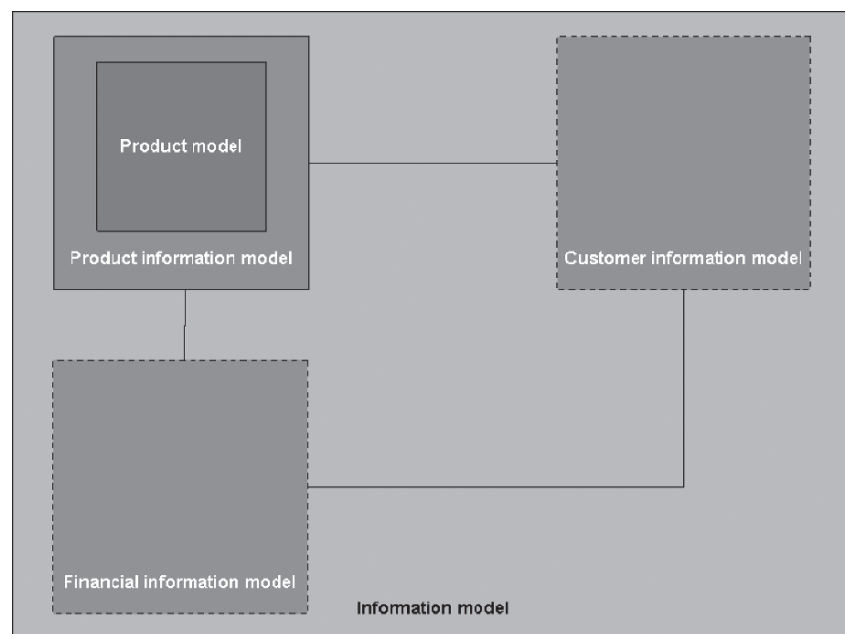 Product model
Product information model
Customer information model
Financial information model
Information model